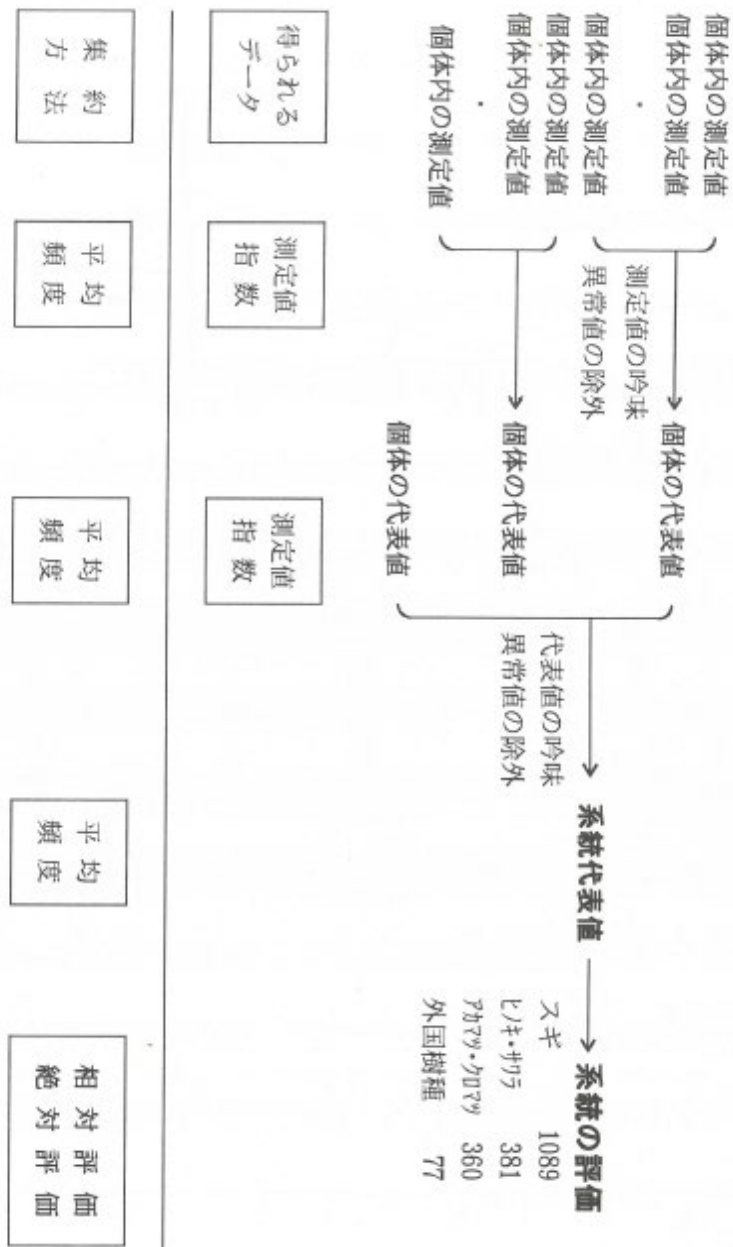 個体内の測定値
個体内の測定値
・
個体内の測定値
個体内の測定値
個体内の測定値
・
個体内の測定値
測定値の吟味
異常値の除外
個体の代表値
個体の代表値
個体の代表値
代表値の吟味
異常値の除外
系統代表値
系統の評価
スギ 1089
ヒノキ・サワラ 381
アカマツ・クロマツ 360
外国樹種 77
得られる
データ
測定値
指数
測定値
指数
集約
方法
平均
頻度
平均
頻度
平均
頻度
相対評価
絶対評価